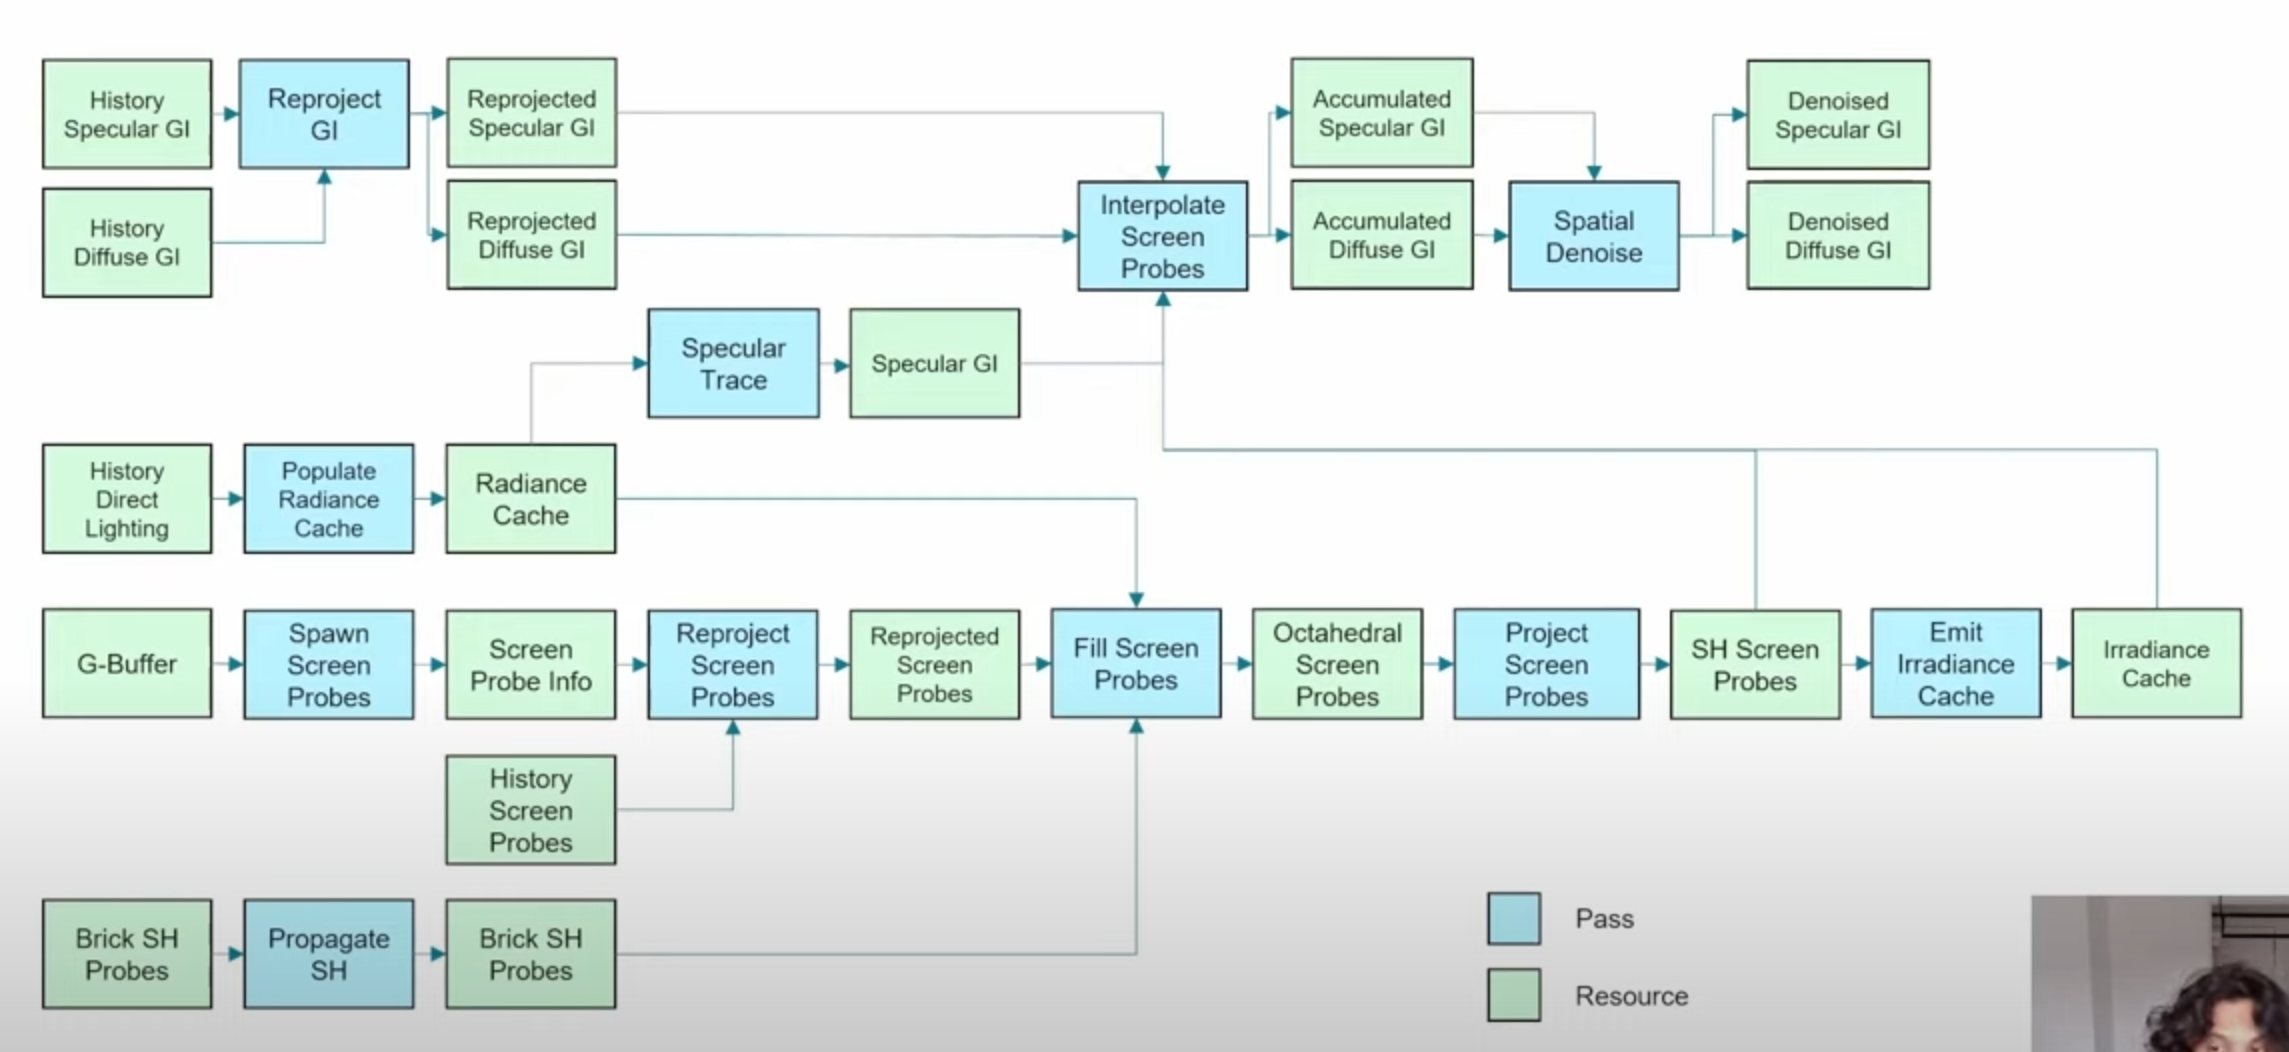 History
Specular GI
Reproject
GI
Reprojected
Specular GI
Accumulated
Specular GI
Denoised
Specular GI
History
Diffuse GI
Reprojected
Diffuse GI
Interpolate
Screen
Probes
Accumulated
Diffuse GI
Spatial
Denoise
Denoised
Diffuse GI
Specular
Trace
Specular GI
History
Direct
Lighting
Populate
Radiance
Cache
Radiance
Cache
G-Buffer
Spawn
Screen
Probes
Screen
Probe Info
Reproject
Screen
Probes
Reprojected
Screen
Probes
Fill Screen
Probes
Octahedral
Screen
Probes
Project
Screen
Probes
SH Screen
Probes
Emit
Irradiance
Cache
Irradiance
Cache
History
Screen
Probes
Brick SH
Probes
Propagate
SH
Brick SH
Probes
Pass
Resource